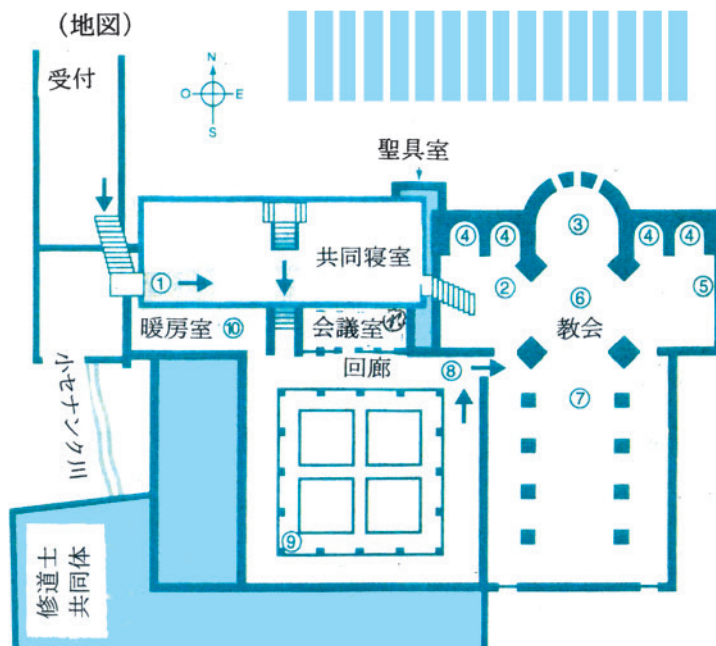 (地図)
受付
N
O E
S
聖具室
④ ④ ③ ④ ④
共同寝室
① ② ⑥ ⑤
暖房室 ⑩ 会議室 教会
回廊 ⑧
⑦
小セナンク川
⑨
修道士
共同体